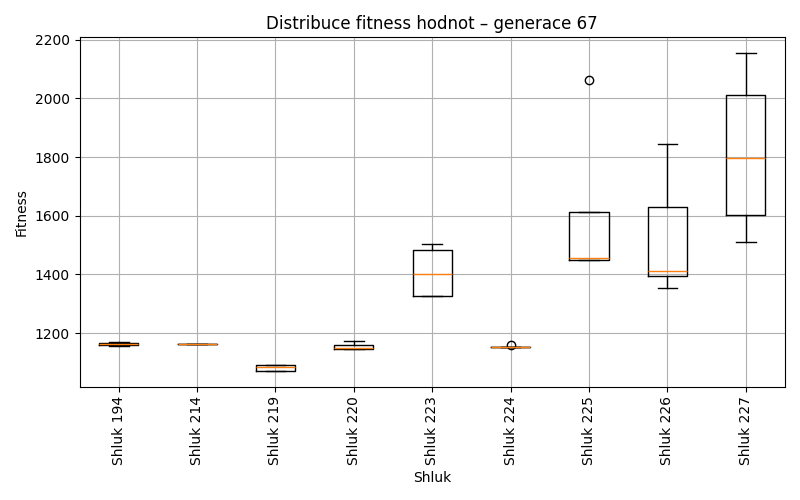 Distribuce fitness hodnot – generace 67
2200
2000
1800
1600
1400
1200
Fitness
Shluk 194
Shluk 214
Shluk 219
Shluk 220
Shluk 223
Shluk 224
Shluk 225
Shluk 226
Shluk 227
Shluk